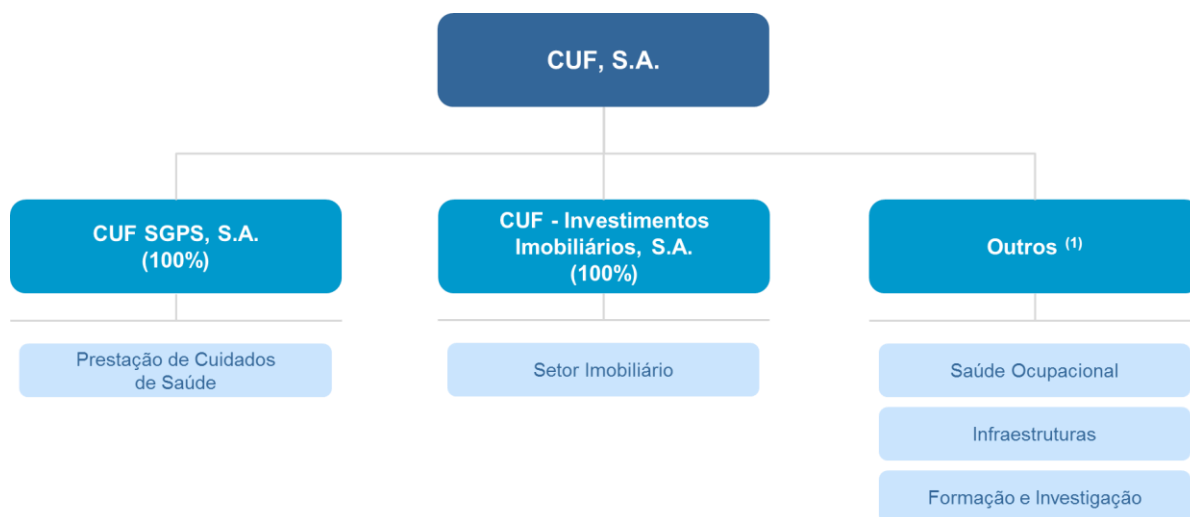 CUF, S.A.
CUF SGPS, S.A.
(100%)
CUF - Investimentos
Imobiliários, S.A.
(100%)
Outros (1)
Prestação de Cuidados
de Saúde
Setor Imobiliário
Saúde Ocupacional
Infraestruturas
Formação e Investigação